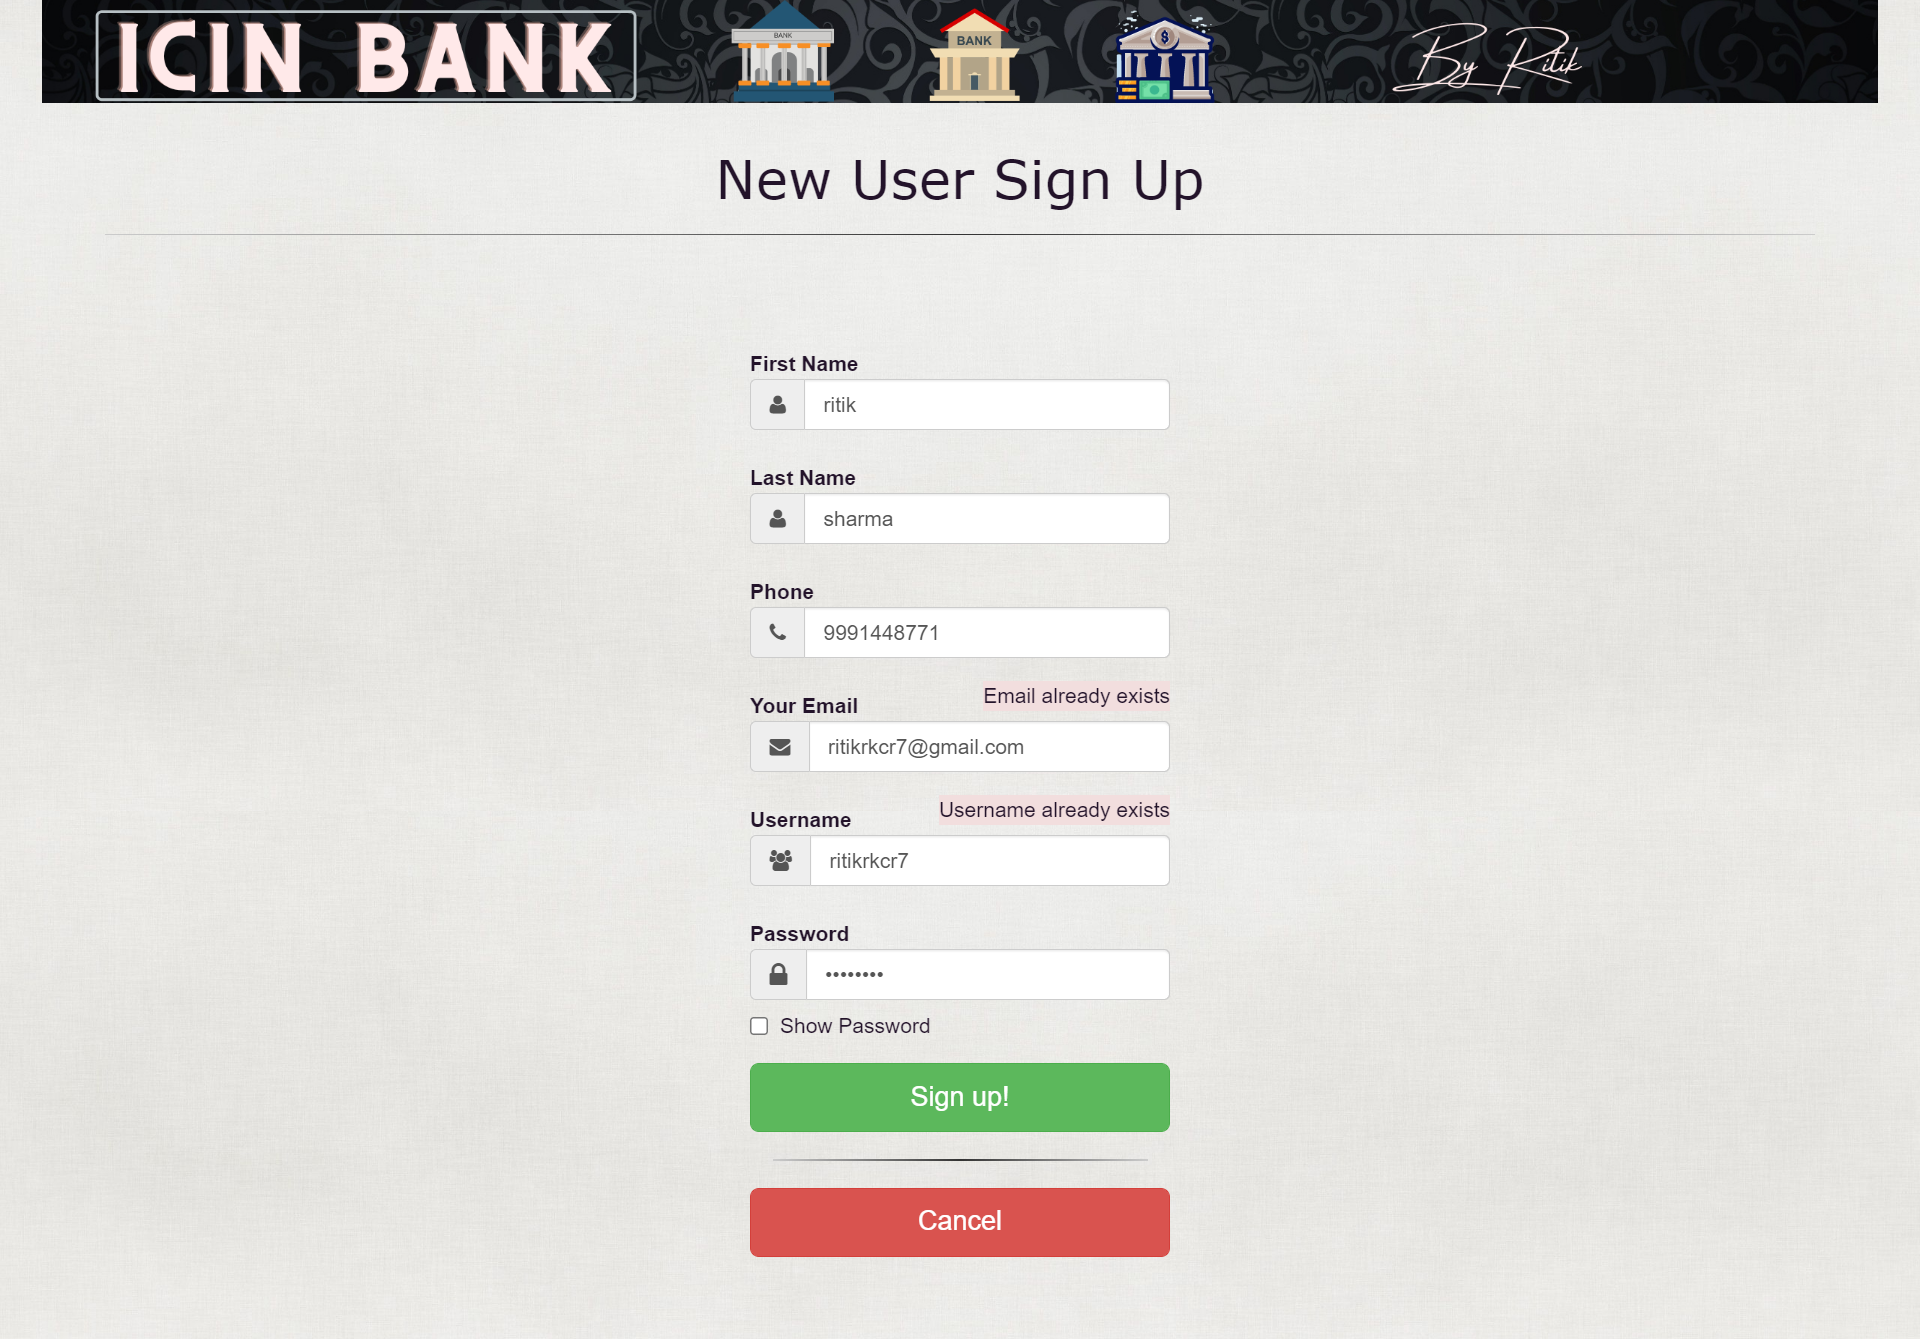 ICIN BANK
BANK
BANK
$
By Ritik
New User Sign Up
First Name
ritik
Last Name
sharma
Phone
9991448771
Your Email
Email already exists
ritikrkcr7@gmail.com
Username
Username already exists
ritikrkcr7
Password
••••••••
Show Password
Sign up!
Cancel